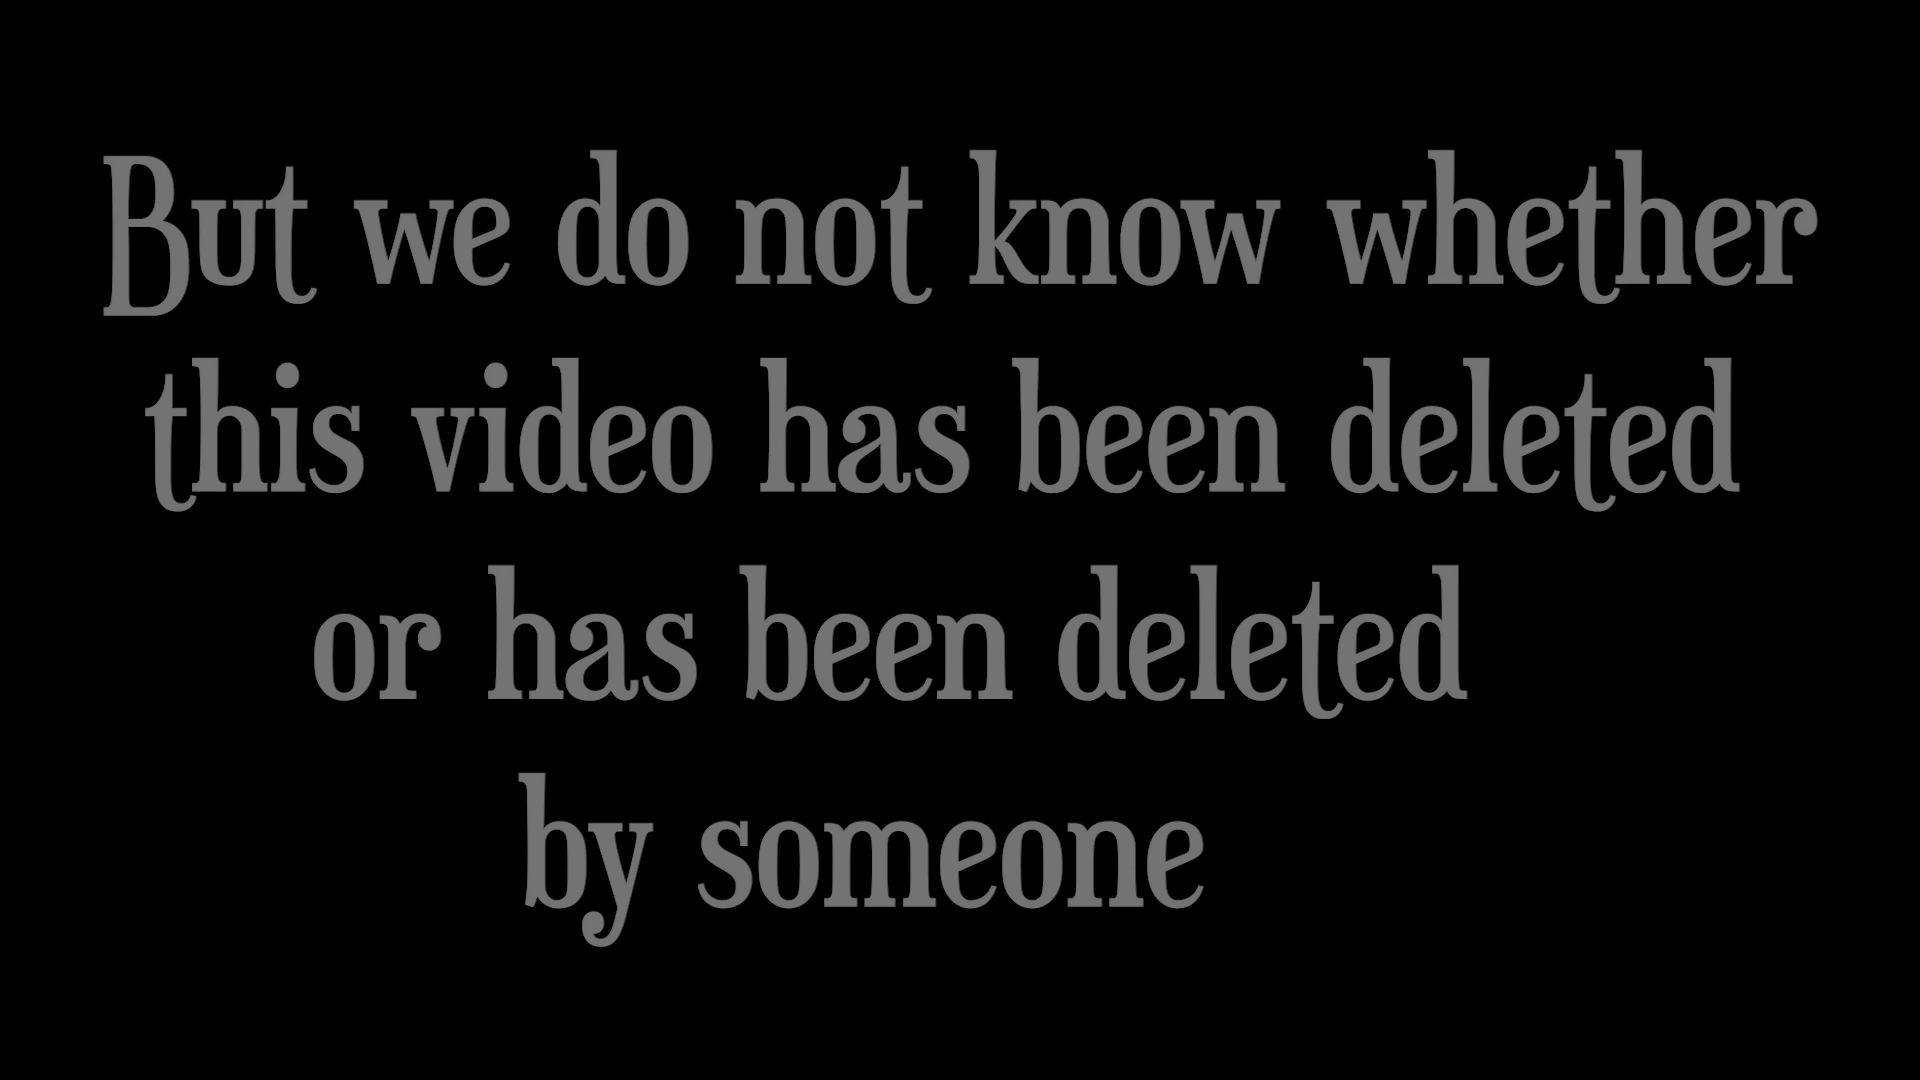 But we do not know whether
this video has been deleted
or has been deleted
by someone